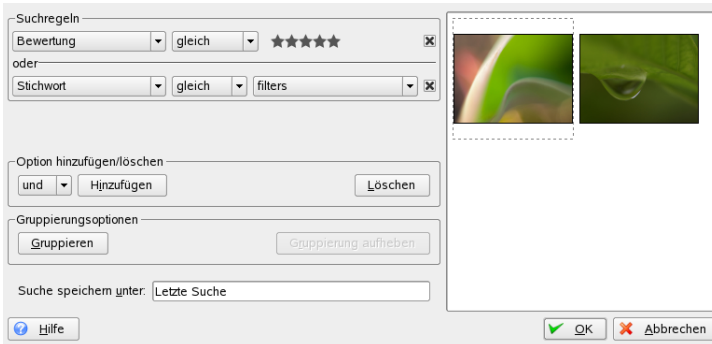 Suchregeln
Bewertung gleich
oder
Stichwort gleich filters
Option hinzufügen/löschen
und Hinzufügen Löschen
Gruppierungsoptionen
Gruppieren Gruppierung aufheben
Suche speichern unter: Letzte Suche
Hilfe OK Abbrechen